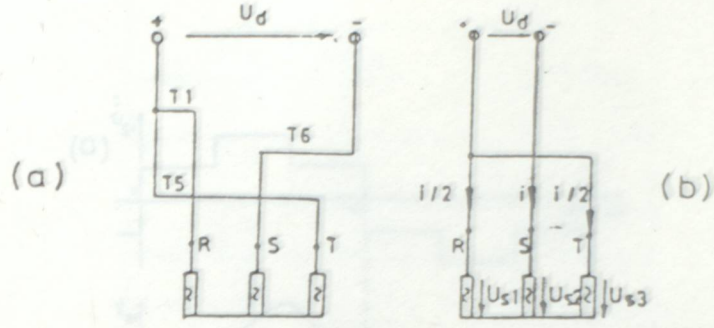 + U_d - + U_d -
T1
T6
(a) T5 i/2 i i/2 (b)
R S T R S T
U_s1 U_s2 U_s3